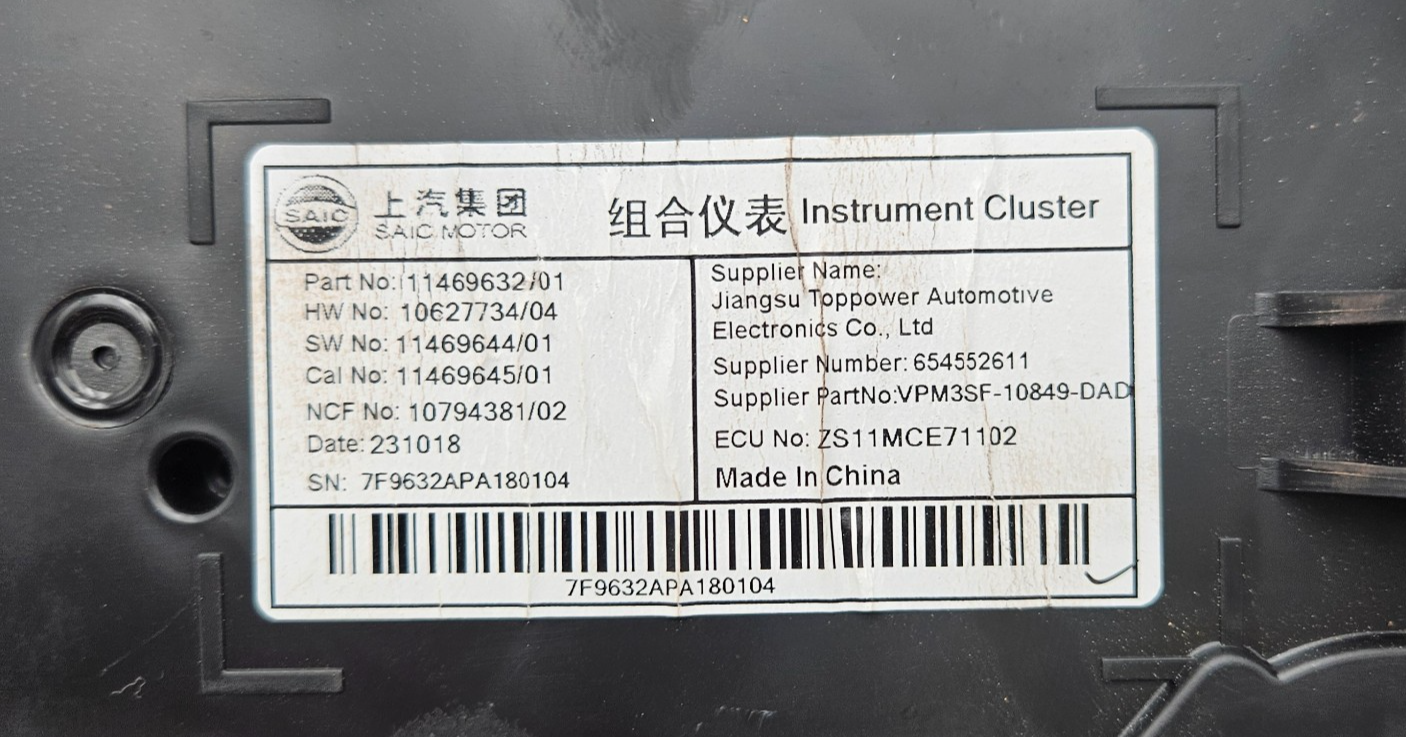 SAIC 上汽集团
SAIC MOTOR
组合仪表 Instrument Cluster
Part No: 11469632/01
HW No: 10627734/04
SW No: 11469644/01
Cal No: 11469645/01
NCF No: 10794381/02
Date: 231018
SN: 7F9632APA180104
Supplier Name:
Jiangsu Toppower Automotive
Electronics Co., Ltd
Supplier Number: 654552611
Supplier PartNo:VPM3SF-10849-DAD
ECU No: ZS11MCE71102
Made In China
7F9632APA180104